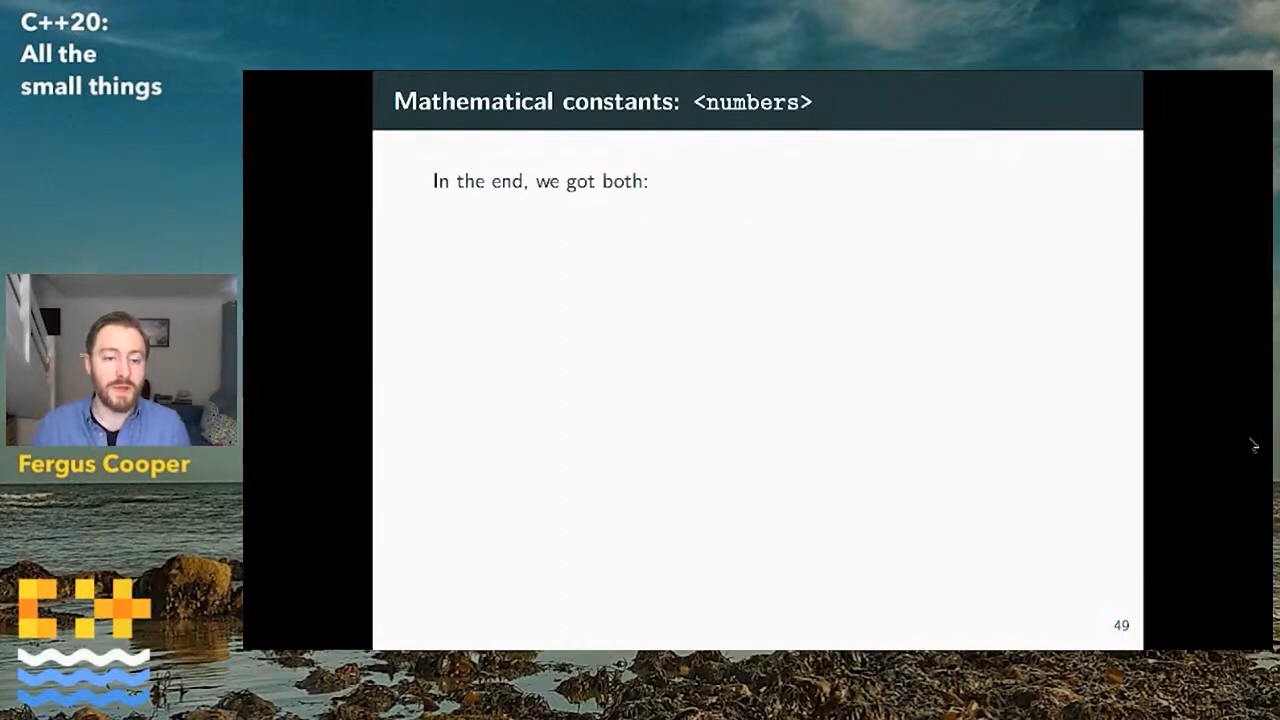 C++20:
All the
small things
Mathematical constants: <numbers>
In the end, we got both:
Fergus Cooper
49